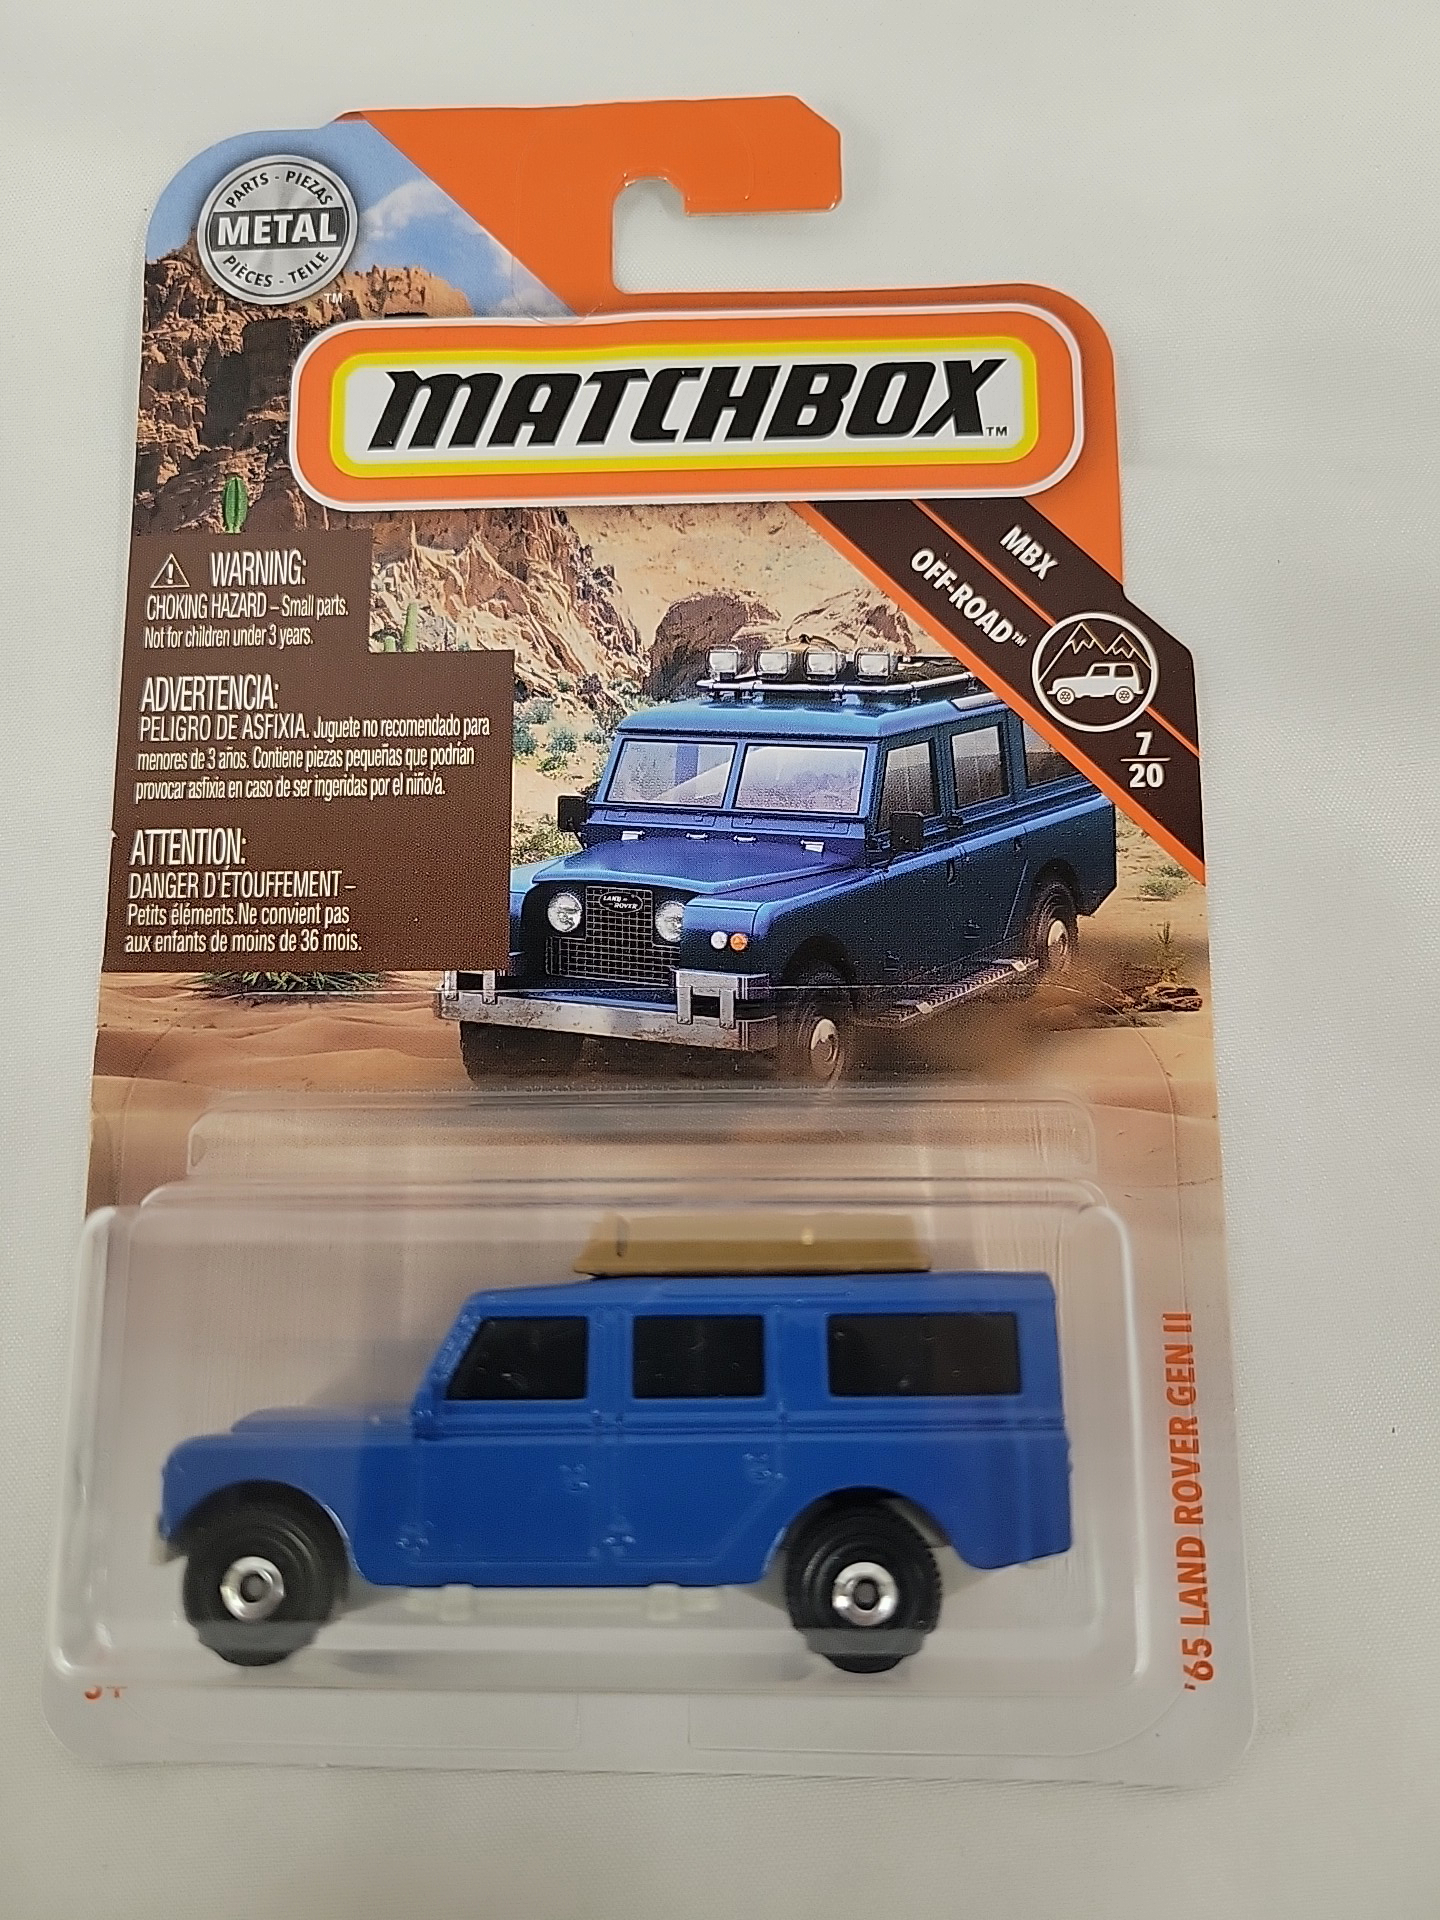 PARTS - PIEZAS
METAL
PIÈCES - TEILE
™
MATCHBOX™
MBX
OFF-ROAD™
7
20
WARNING:
CHOKING HAZARD – Small parts.
Not for children under 3 years.
ADVERTENCIA:
PELIGRO DE ASFIXIA. Juguete no recomendado para
menores de 3 años. Contiene piezas pequeñas que podrían
provocar asfixia en caso de ser ingeridas por el niño/a.
ATTENTION:
DANGER D'ÉTOUFFEMENT –
Petits éléments.Ne convient pas
aux enfants de moins de 36 mois.
LAND
ROVER
'65 LAND ROVER GEN II